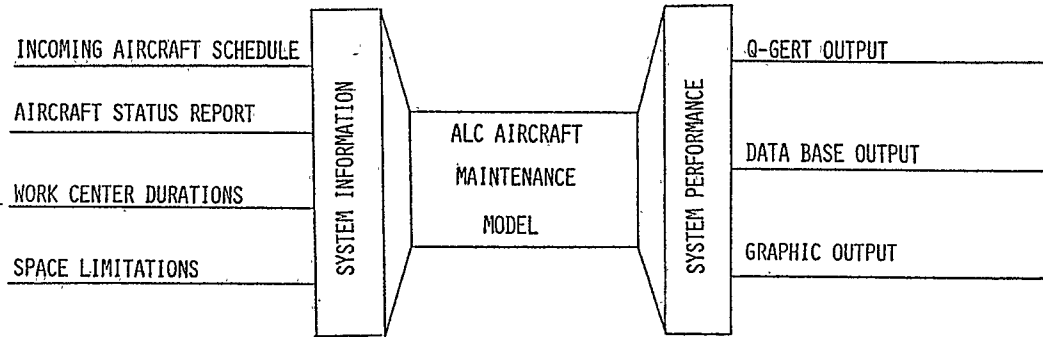 INCOMING AIRCRAFT SCHEDULE
AIRCRAFT STATUS REPORT
WORK CENTER DURATIONS
SPACE LIMITATIONS
SYSTEM INFORMATION
ALC AIRCRAFT
MAINTENANCE
MODEL
SYSTEM PERFORMANCE
Q-GERT OUTPUT
DATA BASE OUTPUT
GRAPHIC OUTPUT